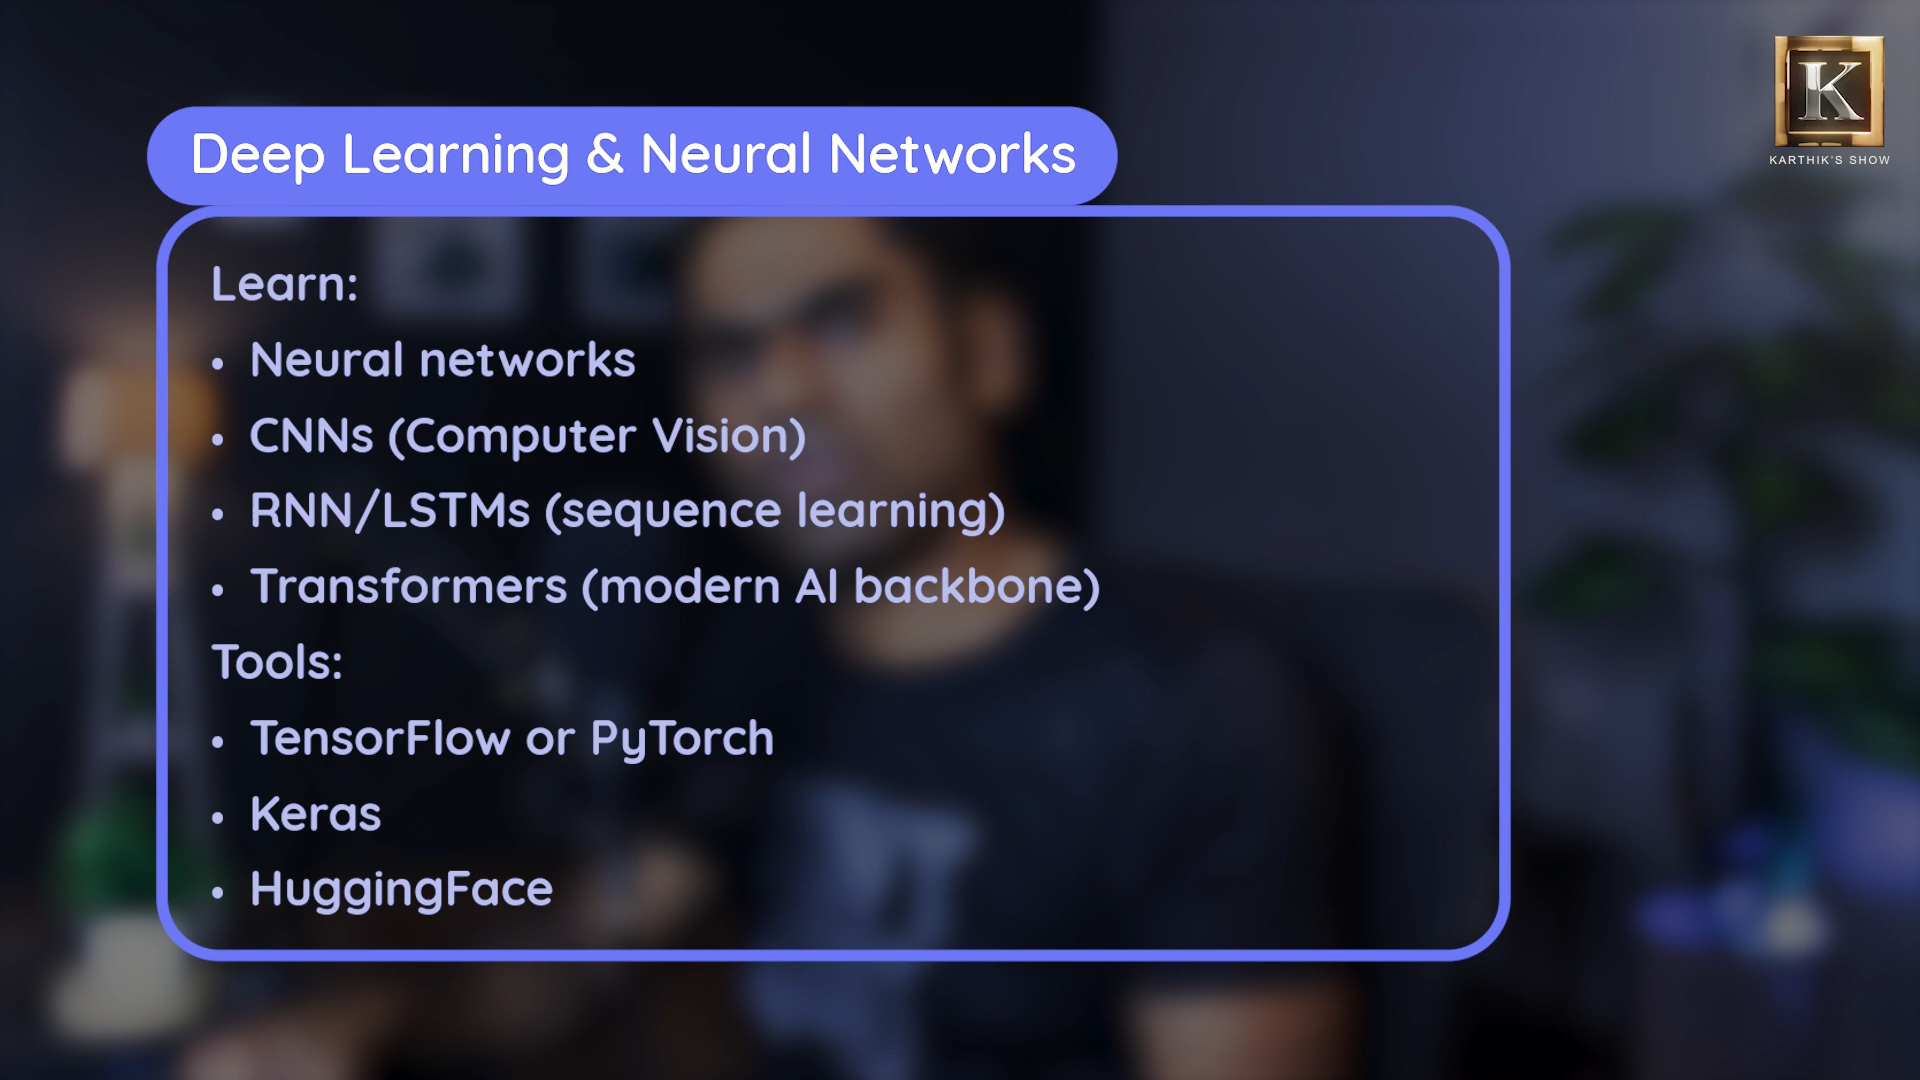 Deep Learning & Neural Networks
K
KARTHIK'S SHOW
Learn:
• Neural networks
• CNNs (Computer Vision)
• RNN/LSTMs (sequence learning)
• Transformers (modern AI backbone)
Tools:
• TensorFlow or PyTorch
• Keras
• HuggingFace